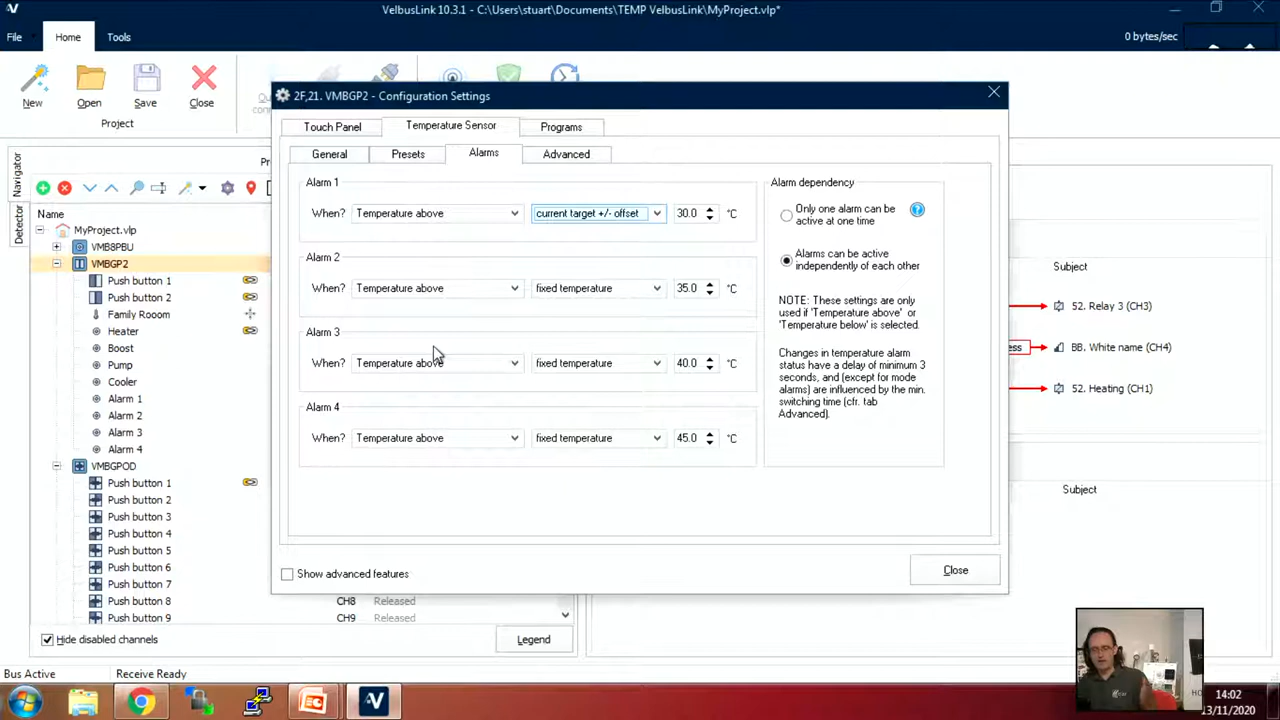 VelbusLink 10.3.1 - C:\Users\stuart\Documents\TEMP VelbusLink\MyProject.vlp*
File
Home
Tools
0 bytes/sec
New
Open
Save
Close
Project
2F,21. VMBGP2 - Configuration Settings
Touch Panel
Temperature Sensor
Programs
General
Presets
Alarms
Advanced
Alarm 1
When? Temperature above current target +/- offset 30.0 °C
Alarm 2
When? Temperature above fixed temperature 35.0 °C
Alarm 3
When? Temperature above fixed temperature 40.0 °C
Alarm 4
When? Temperature above fixed temperature 45.0 °C
Alarm dependency
Only one alarm can be
active at one time
Alarms can be active
independently of each other
NOTE: These settings are only
used if 'Temperature above' or
'Temperature below' is selected.
Changes in temperature alarm
status have a delay of minimum 3
seconds, and (except for mode
alarms) are influenced by the min.
switching time (cfr. tab
Advanced).
Show advanced features
Close
Navigator
Detector
Name
MyProject.vlp
VMB8PBU
VMBGP2
Push button 1
Push button 2
Family Rooom
Heater
Boost
Pump
Cooler
Alarm 1
Alarm 2
Alarm 3
Alarm 4
VMBGPOD
Push button 1
Push button 2
Push button 3
Push button 4
Push button 5
Push button 6
Push button 7
Push button 8 CH8 Released
Push button 9 CH9 Released
Hide disabled channels
Legend
Subject
52. Relay 3 (CH3)
ess
BB. White name (CH4)
52. Heating (CH1)
Subject
Bus Active
Receive Ready
14:02
13/11/2020